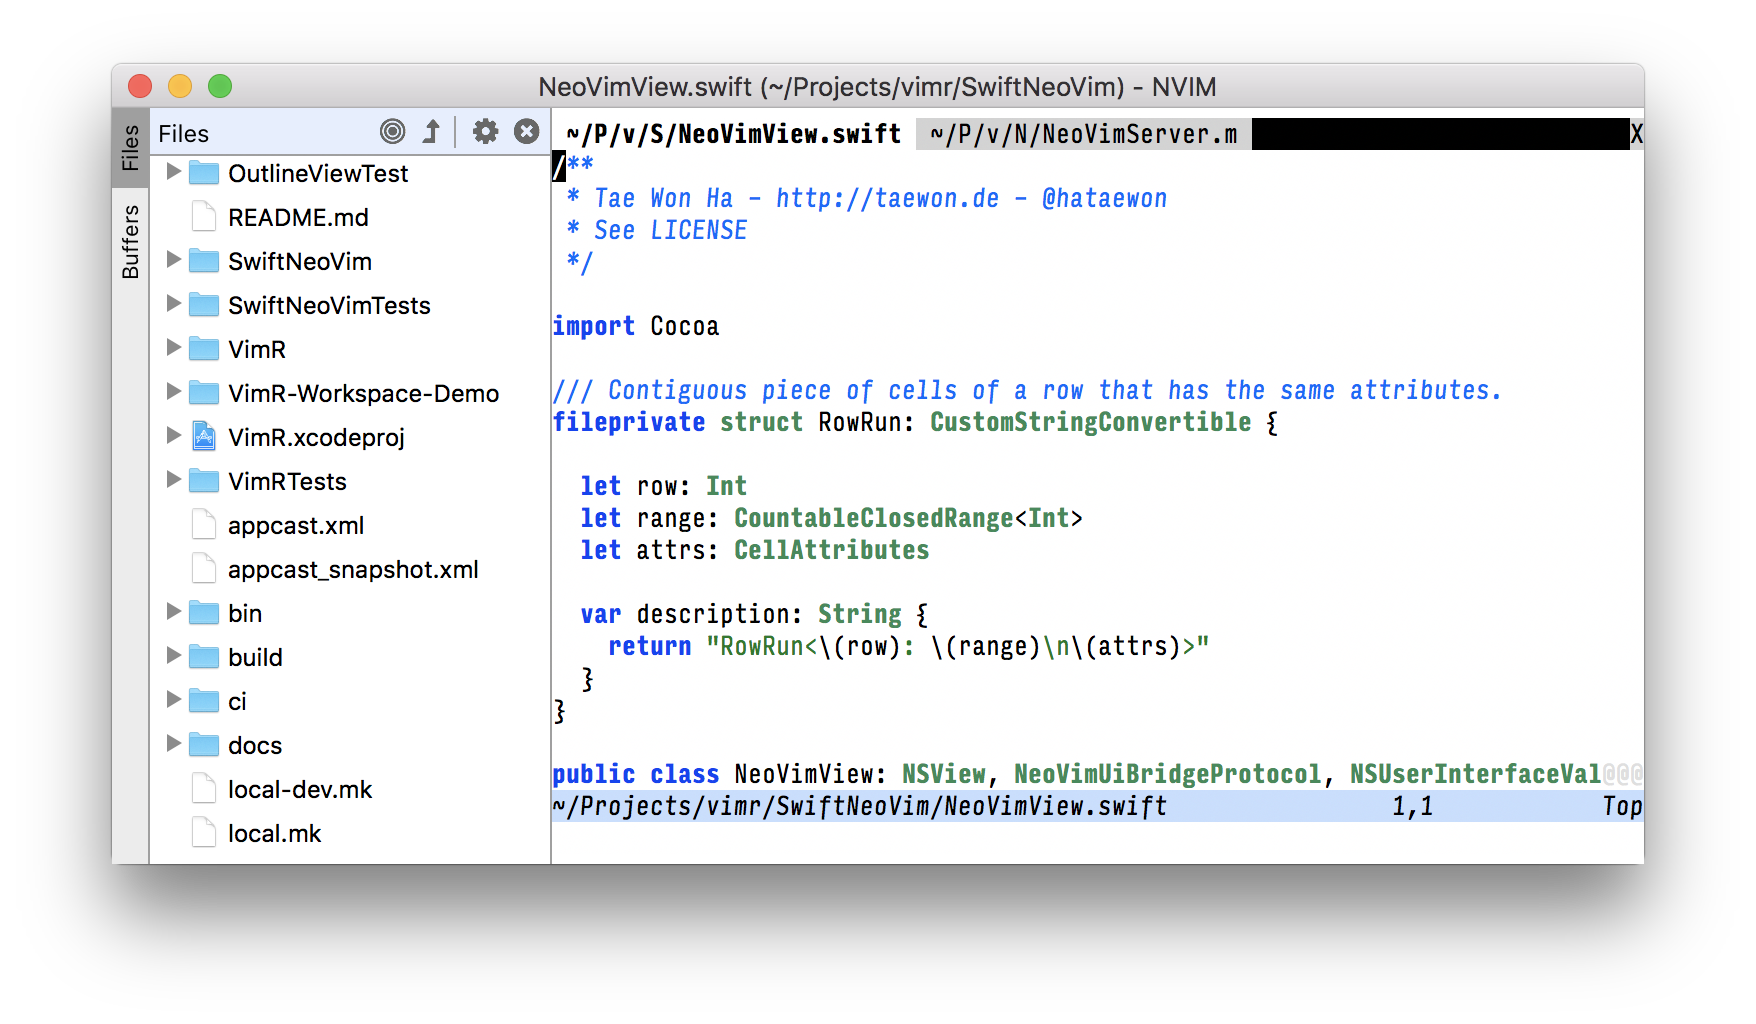 NeoVimView.swift (~/Projects/vimr/SwiftNeoVim) - NVIM
Files
Buffers
Files
OutlineViewTest
README.md
SwiftNeoVim
SwiftNeoVimTests
VimR
VimR-Workspace-Demo
VimR.xcodeproj
VimRTests
appcast.xml
appcast_snapshot.xml
bin
build
ci
docs
local-dev.mk
local.mk
~/P/v/S/NeoVimView.swift ~/P/v/N/NeoVimServer.m X
/**
 * Tae Won Ha - http://taewon.de - @hataewon
 * See LICENSE
 */
import Cocoa
/// Contiguous piece of cells of a row that has the same attributes.
fileprivate struct RowRun: CustomStringConvertible {
  let row: Int
  let range: CountableClosedRange<Int>
  let attrs: CellAttributes
  var description: String {
    return "RowRun<\(row): \(range)\n\(attrs)>"
  }
}
public class NeoVimView: NSView, NeoVimUiBridgeProtocol, NSUserInterfaceVal@@@
~/Projects/vimr/SwiftNeoVim/NeoVimView.swift 1,1 Top